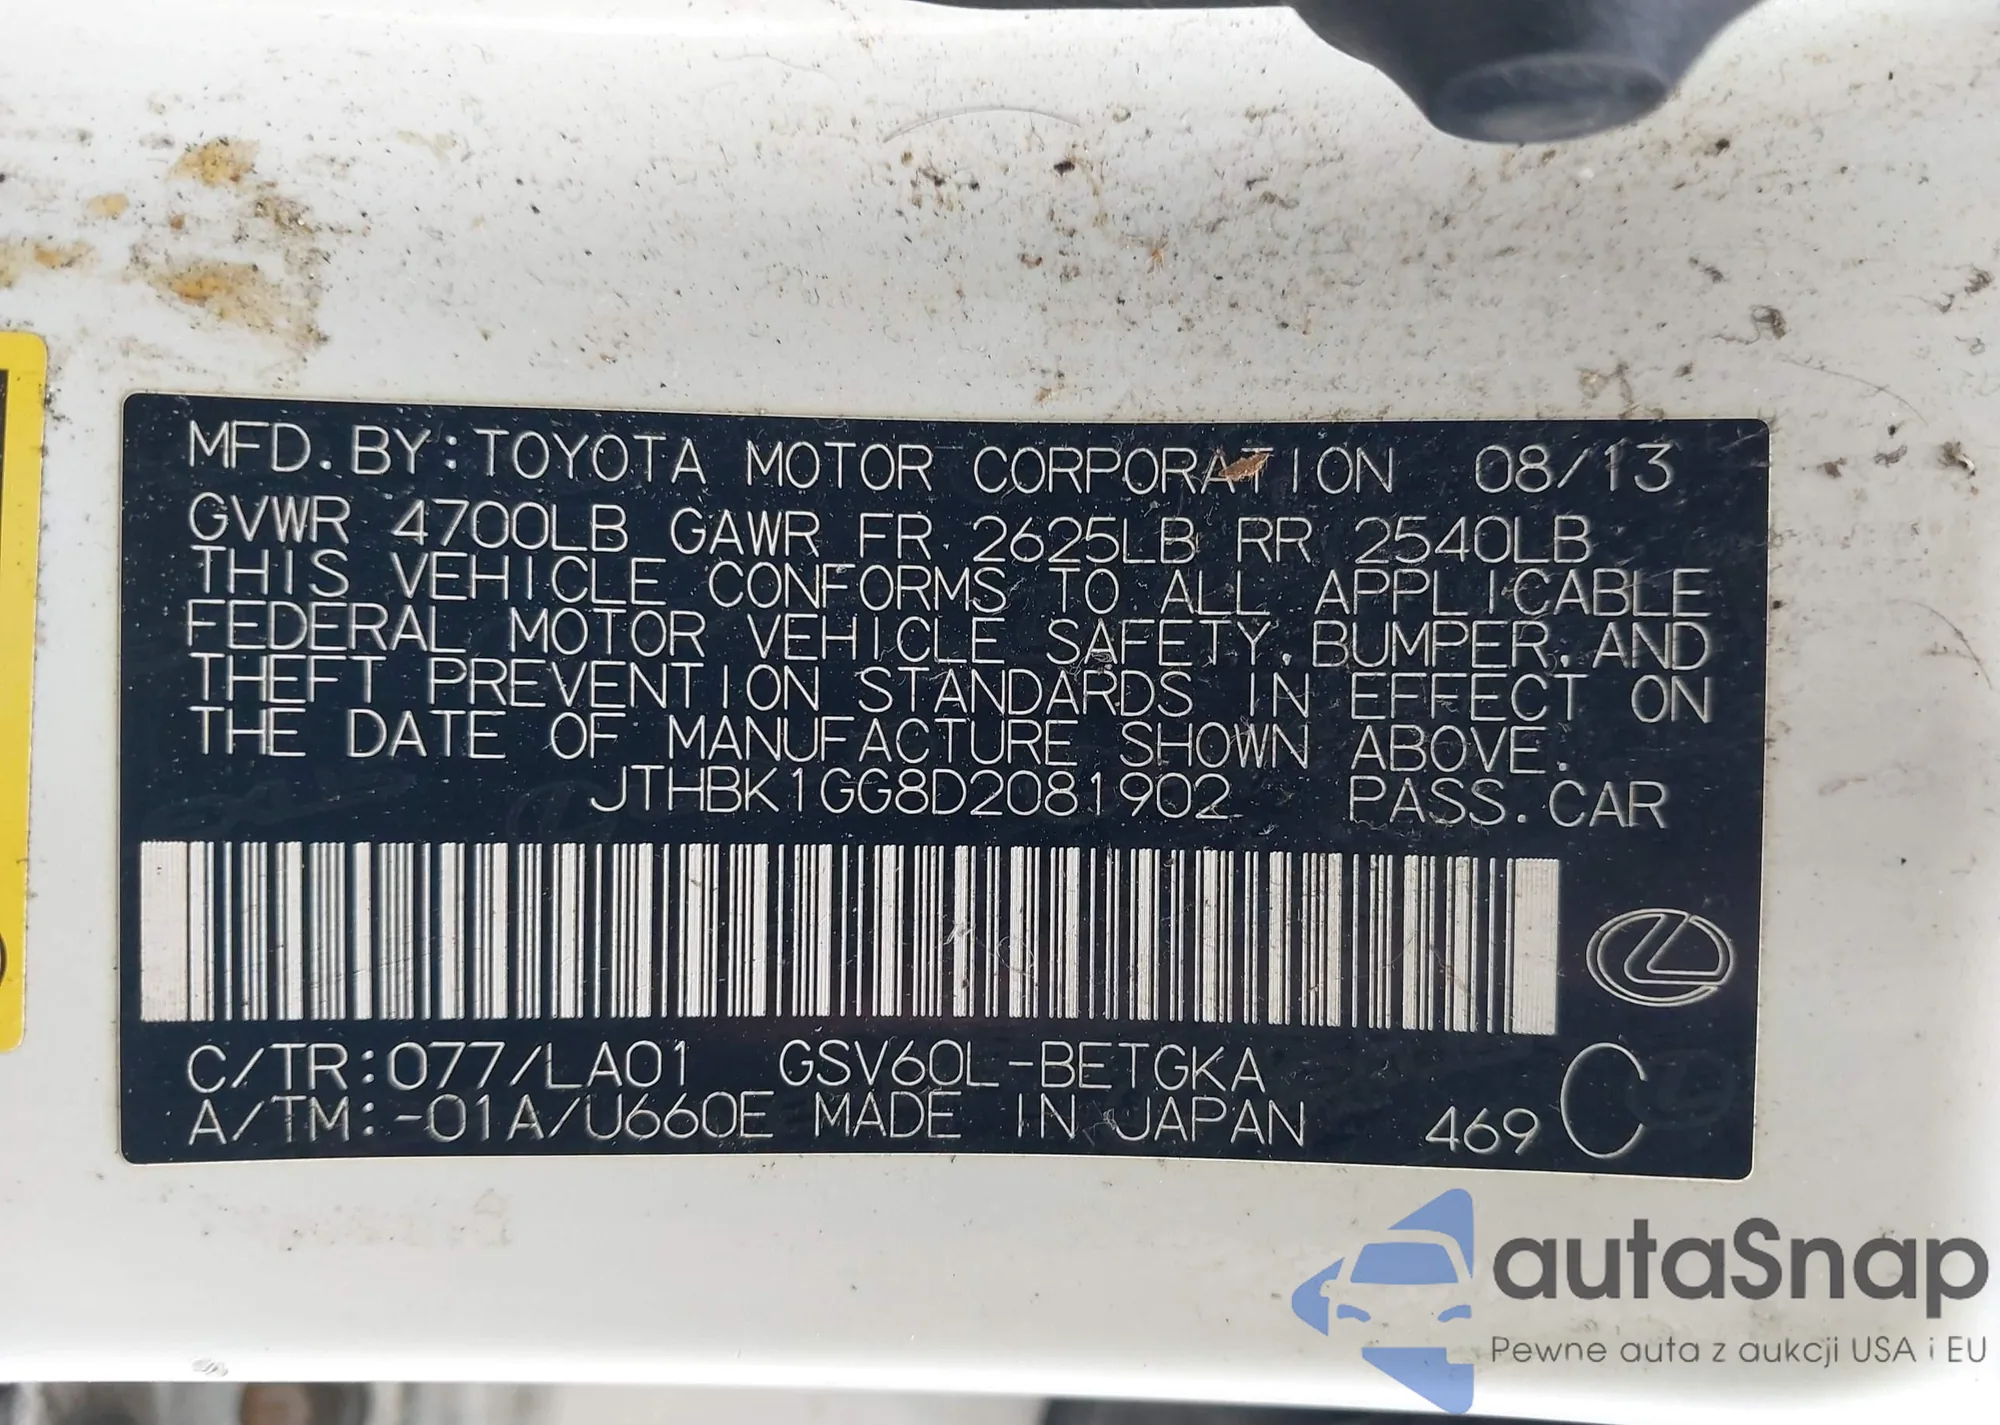 MFD.BY:TOYOTA MOTOR CORPORATION 08/13
GVWR 4700LB GAWR FR 2625LB RR 2540LB
THIS VEHICLE CONFORMS TO ALL APPLICABLE
FEDERAL MOTOR VEHICLE SAFETY,BUMPER,AND
THEFT PREVENTION STANDARDS IN EFFECT ON
THE DATE OF MANUFACTURE SHOWN ABOVE.
JTHBK1GG8D2081902 PASS.CAR
C/TR:077/LA01 GSV60L-BETGKA
A/TM:-01A/U660E MADE IN JAPAN 469 C
autaSnap
Pewne auta z aukcji USA i EU